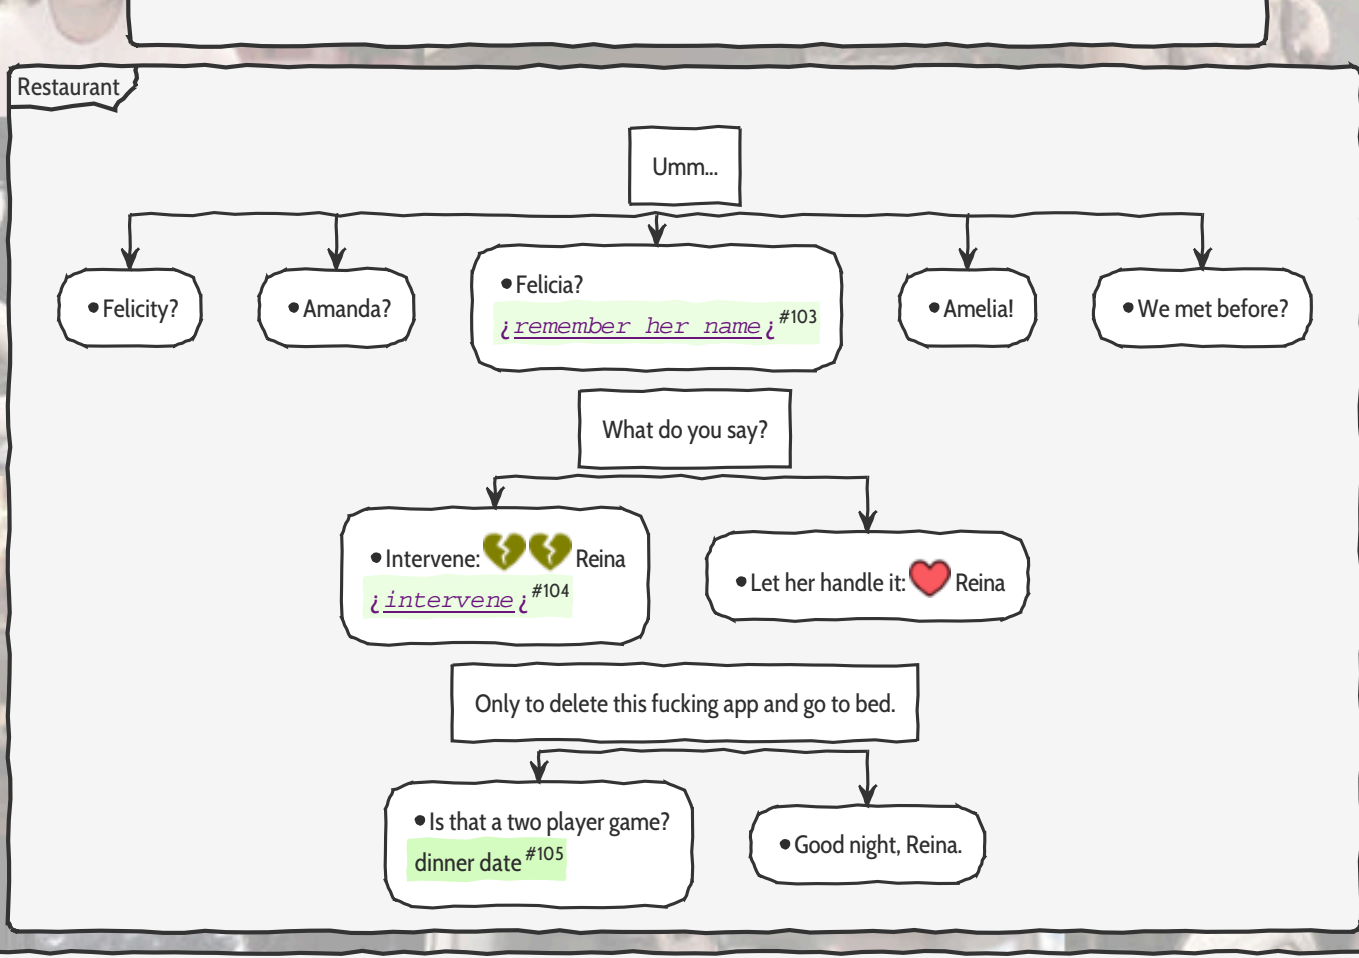 Restaurant
Umm...
•Felicity?
•Amanda?
•Felicia?
¿remember her name¿#103
•Amelia!
•We met before?
What do you say?
•Intervene: Reina
¿intervene¿#104
•Let her handle it: Reina
Only to delete this fucking app and go to bed.
•Is that a two player game?
dinner date#105
•Good night, Reina.